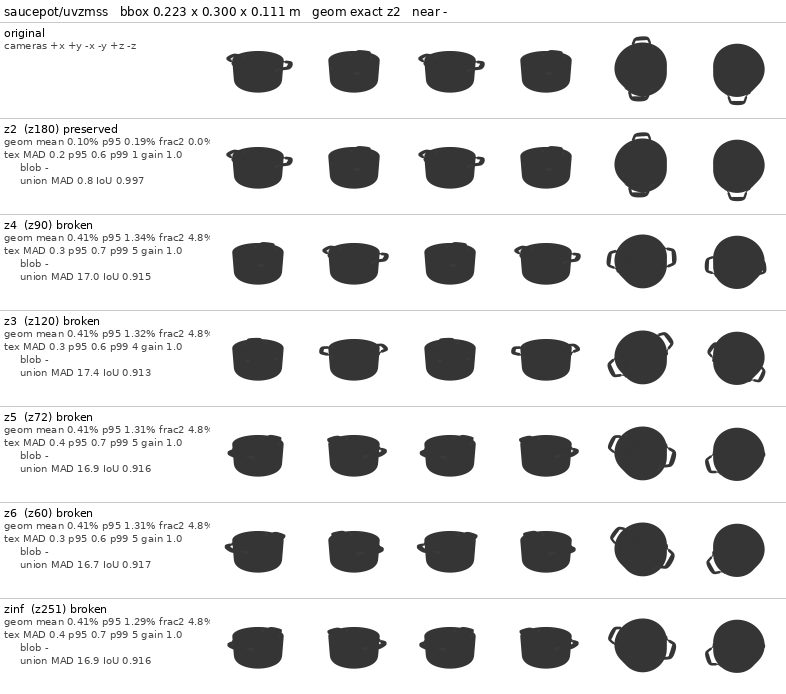 saucepot/uvzmss bbox 0.223 x 0.300 x 0.111 m geom exact z2 near -
original
cameras +x +y -x -y +z -z
z2 (z180) preserved
geom mean 0.10% p95 0.19% frac2 0.0%
tex MAD 0.2 p95 0.6 p99 1 gain 1.0
blob -
union MAD 0.8 IoU 0.997
z4 (z90) broken
geom mean 0.41% p95 1.34% frac2 4.8%
tex MAD 0.3 p95 0.7 p99 5 gain 1.0
blob -
union MAD 17.0 IoU 0.915
z3 (z120) broken
geom mean 0.41% p95 1.32% frac2 4.8%
tex MAD 0.3 p95 0.6 p99 4 gain 1.0
blob -
union MAD 17.4 IoU 0.913
z5 (z72) broken
geom mean 0.41% p95 1.31% frac2 4.8%
tex MAD 0.4 p95 0.7 p99 5 gain 1.0
blob -
union MAD 16.9 IoU 0.916
z6 (z60) broken
geom mean 0.41% p95 1.31% frac2 4.8%
tex MAD 0.3 p95 0.6 p99 5 gain 1.0
blob -
union MAD 16.7 IoU 0.917
zinf (z251) broken
geom mean 0.41% p95 1.29% frac2 4.8%
tex MAD 0.4 p95 0.7 p99 5 gain 1.0
blob -
union MAD 16.9 IoU 0.916